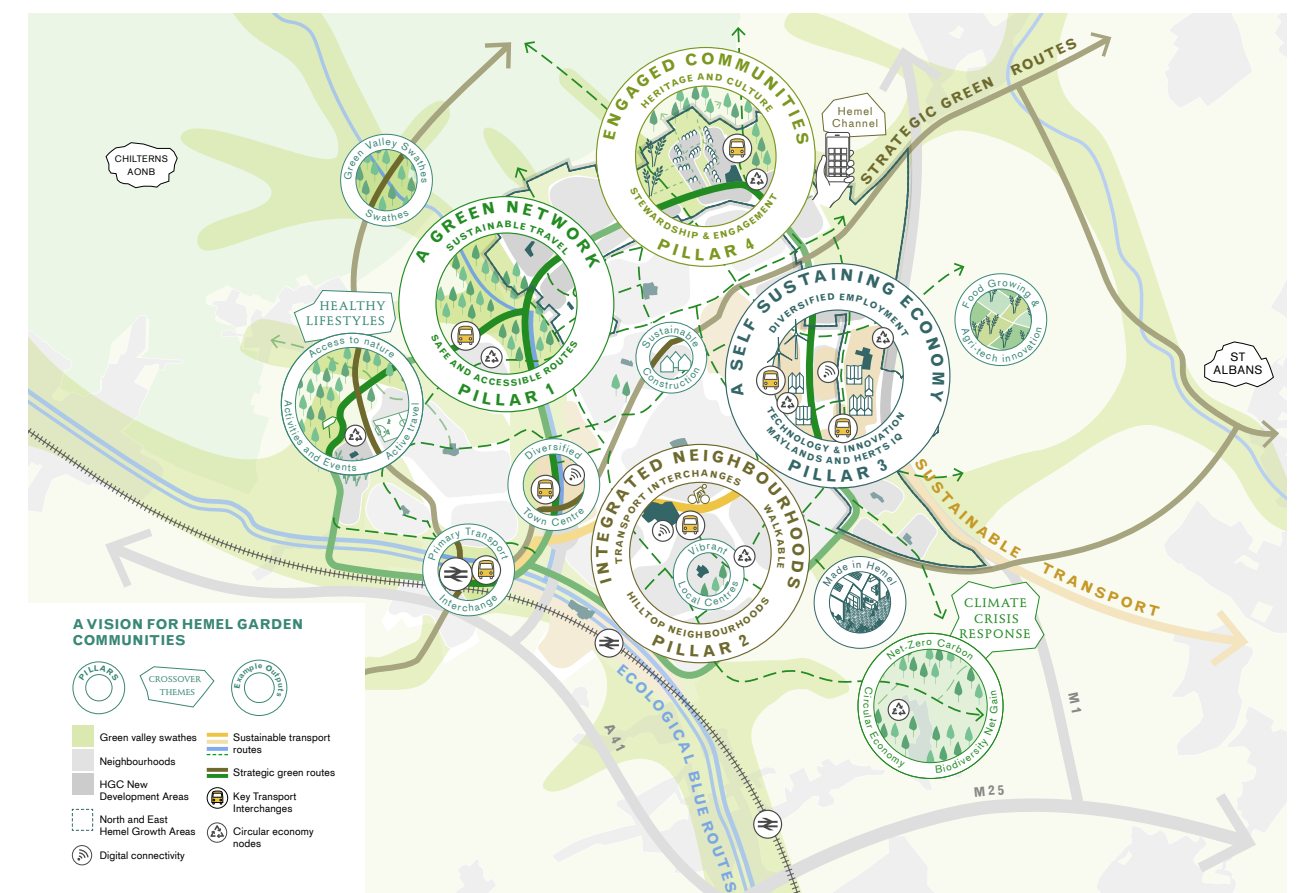 ENGAGED COMMUNITIES
HERITAGE AND CULTURE
STEWARDSHIP & ENGAGEMENT
PILLAR 4
Hemel
Channel
STRATEGIC GREEN ROUTES
CHILTERNS
AONB
Green Valley Swathes
Swathes
A GREEN NETWORK
SUSTAINABLE TRAVEL
SAFE AND ACCESSIBLE ROUTES
PILLAR 1
HEALTHY
LIFESTYLES
Access to nature
Activities and Events
Active travel
Sustainable
Construction
A SELF SUSTAINING ECONOMY
DIVERSIFIED EMPLOYMENT
TECHNOLOGY & INNOVATION
MAYLANDS AND HERTS IQ
PILLAR 3
Food Growing &
Agri-tech innovation
ST
ALBANS
Diversified
Town Centre
INTEGRATED NEIGHBOURHOODS
TRANSPORT INTERCHANGES
WALKABLE
Vibrant
Local Centres
HILLTOP NEIGHBOURHOODS
PILLAR 2
SUSTAINABLE TRANSPORT
Primary Transport
Interchange
Made in Hemel
CLIMATE
CRISIS
RESPONSE
Net-Zero Carbon
Circular Economy
Biodiversity Net Gain
ECOLOGICAL BLUE ROUTES
A41
M1
M25
A VISION FOR HEMEL GARDEN
COMMUNITIES
PILLARS
CROSSOVER
THEMES
Example Outputs
Green valley swathes
Neighbourhoods
HGC New
Development Areas
North and East
Hemel Growth Areas
Digital connectivity
Sustainable transport
routes
Strategic green routes
Key Transport
Interchanges
Circular economy
nodes